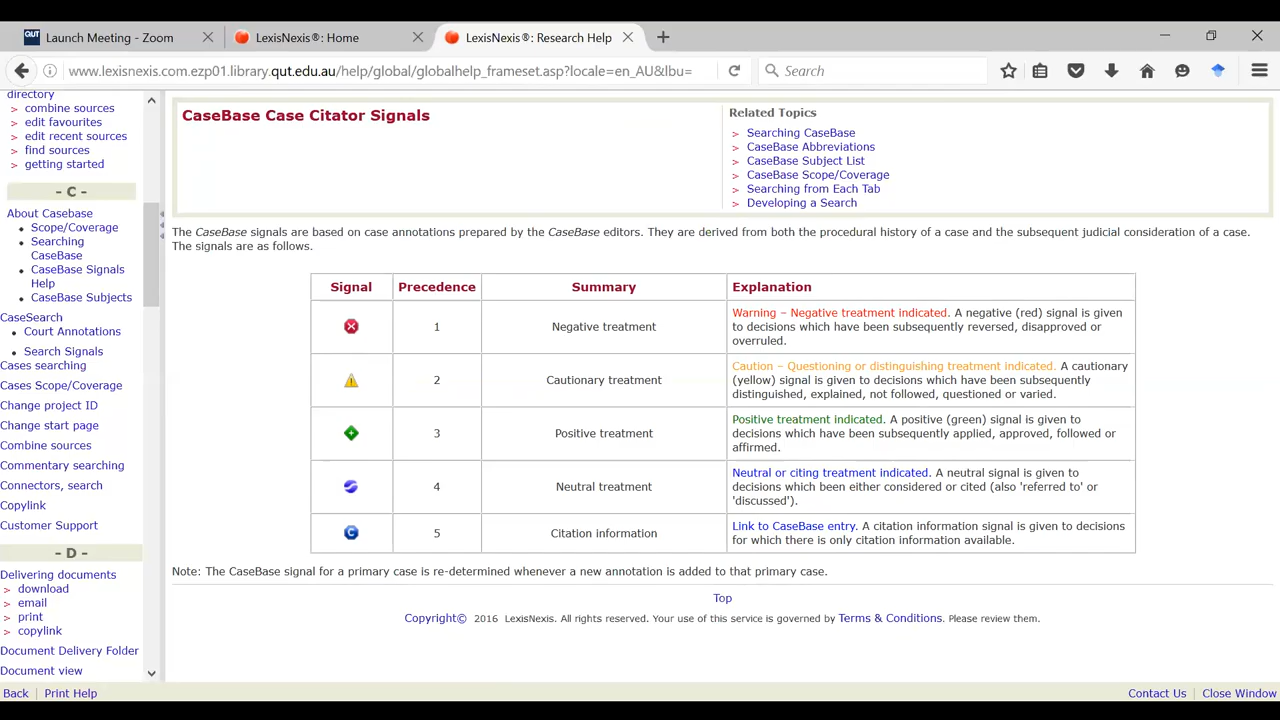 QUT Launch Meeting - Zoom
LexisNexis®: Home
LexisNexis®: Research Help
www.lexisnexis.com.ezp01.library.qut.edu.au/help/global/globalhelp_frameset.asp?locale=en_AU&lbu=
Search
directory
> combine sources
> edit favourites
> edit recent sources
> find sources
> getting started
- C -
About Casebase
• Scope/Coverage
• Searching
CaseBase
• CaseBase Signals
Help
• CaseBase Subjects
CaseSearch
• Court Annotations
• Search Signals
Cases searching
Cases Scope/Coverage
Change project ID
Change start page
Combine sources
Commentary searching
Connectors, search
Copylink
Customer Support
- D -
Delivering documents
> download
> email
> print
> copylink
Document Delivery Folder
Document view
CaseBase Case Citator Signals
Related Topics
> Searching CaseBase
> CaseBase Abbreviations
> CaseBase Subject List
> CaseBase Scope/Coverage
> Searching from Each Tab
> Developing a Search
The CaseBase signals are based on case annotations prepared by the CaseBase editors. They are derived from both the procedural history of a case and the subsequent judicial consideration of a case.
The signals are as follows.
Signal Precedence Summary Explanation
1 Negative treatment
Warning – Negative treatment indicated. A negative (red) signal is given
to decisions which have been subsequently reversed, disapproved or
overruled.
2 Cautionary treatment
Caution – Questioning or distinguishing treatment indicated. A cautionary
(yellow) signal is given to decisions which have been subsequently
distinguished, explained, not followed, questioned or varied.
3 Positive treatment
Positive treatment indicated. A positive (green) signal is given to
decisions which have been subsequently applied, approved, followed or
affirmed.
4 Neutral treatment
Neutral or citing treatment indicated. A neutral signal is given to
decisions which been either considered or cited (also 'referred to' or
'discussed').
C 5 Citation information
Link to CaseBase entry. A citation information signal is given to decisions
for which there is only citation information available.
Note: The CaseBase signal for a primary case is re-determined whenever a new annotation is added to that primary case.
Top
Copyright© 2016 LexisNexis. All rights reserved. Your use of this service is governed by Terms & Conditions. Please review them.
Back | Print Help
Contact Us | Close Window